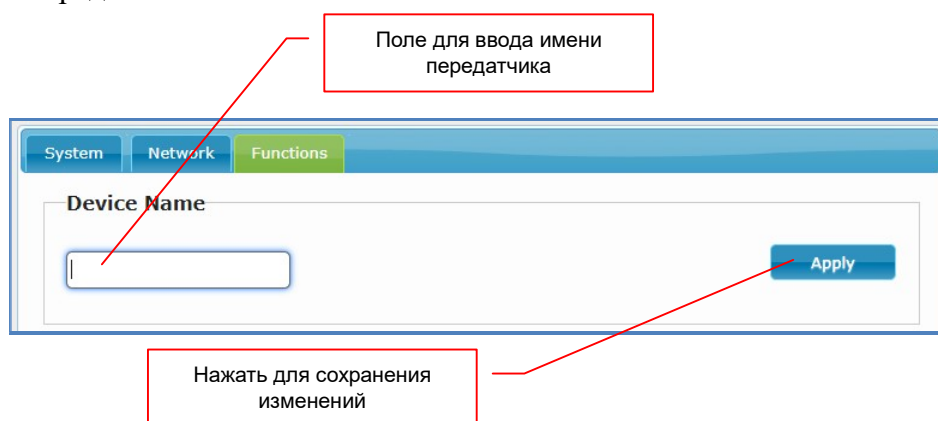 Поле для ввода имени
передатчика
System Network Functions
Device Name
Apply
Нажать для сохранения
изменений